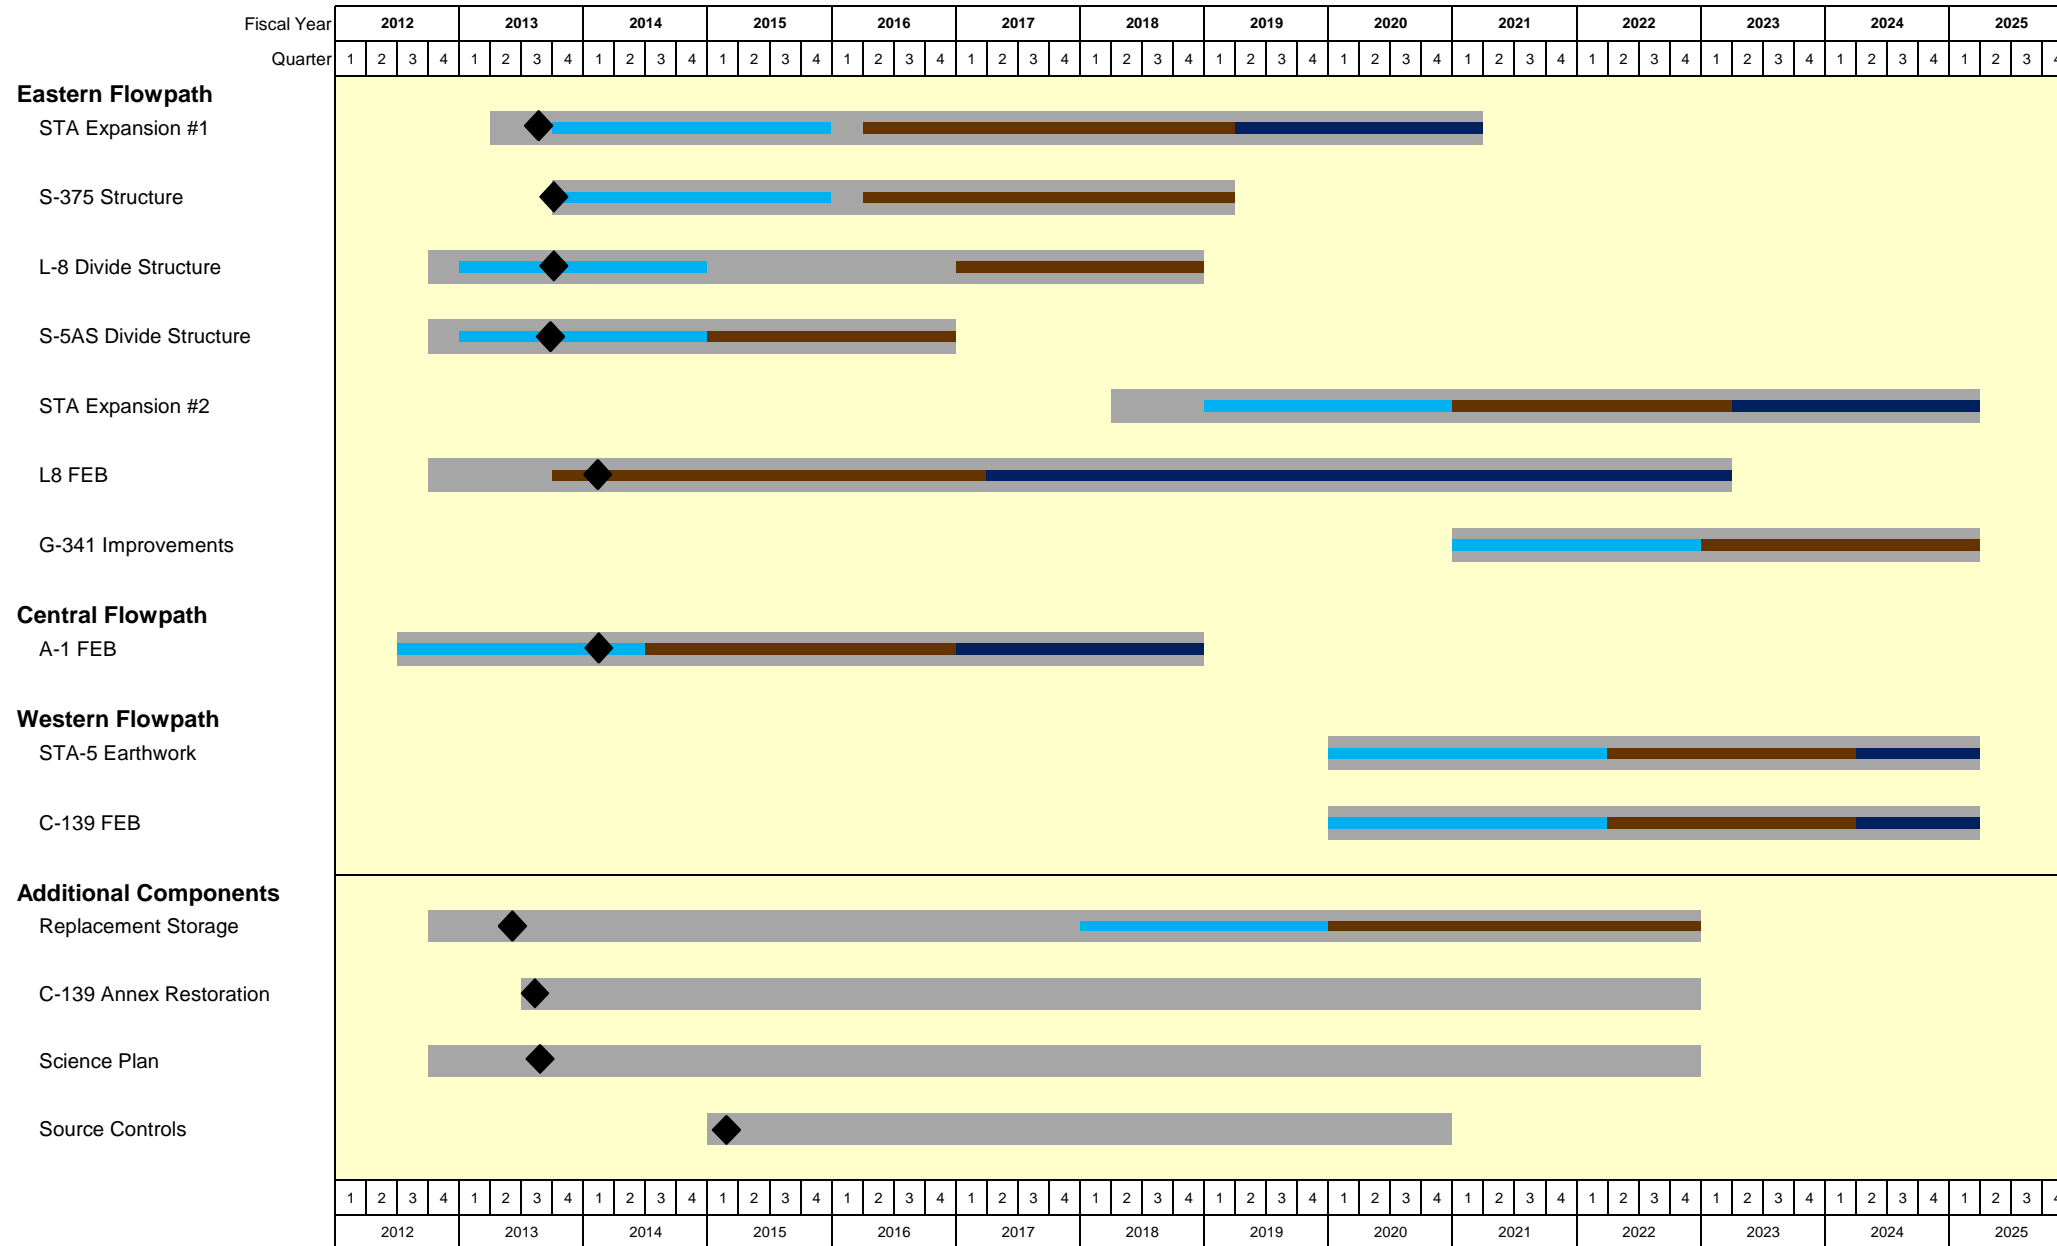 Fiscal Year 2012 2013 2014 2015 2016 2017 2018 2019 2020 2021 2022 2023 2024 2025
Quarter 1 2 3 4 1 2 3 4 1 2 3 4 1 2 3 4 1 2 3 4 1 2 3 4 1 2 3 4 1 2 3 4 1 2 3 4 1 2 3 4 1 2 3 4 1 2 3 4 1 2 3 4 1 2 3 4
Eastern Flowpath
STA Expansion #1
S-375 Structure
L-8 Divide Structure
S-5AS Divide Structure
STA Expansion #2
L8 FEB
G-341 Improvements
Central Flowpath
A-1 FEB
Western Flowpath
STA-5 Earthwork
C-139 FEB
Additional Components
Replacement Storage
C-139 Annex Restoration
Science Plan
Source Controls
1 2 3 4 1 2 3 4 1 2 3 4 1 2 3 4 1 2 3 4 1 2 3 4 1 2 3 4 1 2 3 4 1 2 3 4 1 2 3 4 1 2 3 4 1 2 3 4 1 2 3 4 1 2 3 4
2012 2013 2014 2015 2016 2017 2018 2019 2020 2021 2022 2023 2024 2025